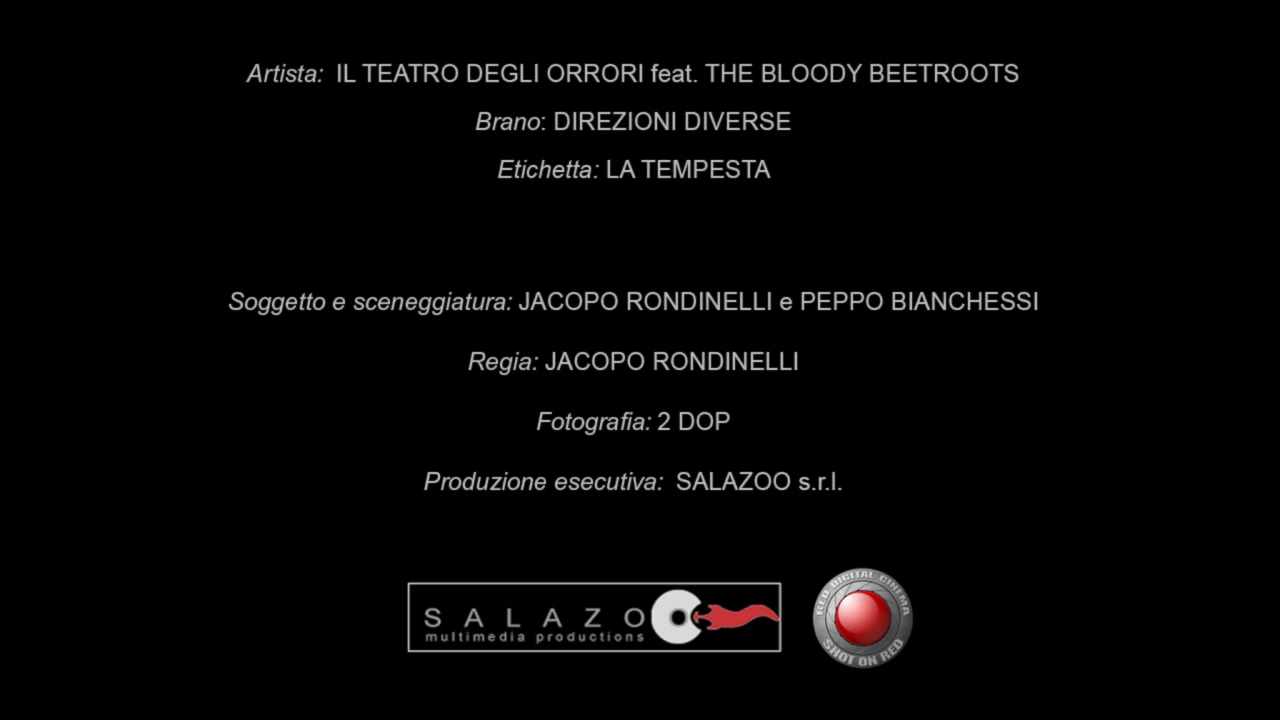 Artista: IL TEATRO DEGLI ORRORI feat. THE BLOODY BEETROOTS
Brano: DIREZIONI DIVERSE
Etichetta: LA TEMPESTA
Soggetto e sceneggiatura: JACOPO RONDINELLI e PEPPO BIANCHESSI
Regia: JACOPO RONDINELLI
Fotografia: 2 DOP
Produzione esecutiva: SALAZOO s.r.l.
SALAZOO
multimedia productions
RED DIGITAL CINEMA
SHOT ON RED